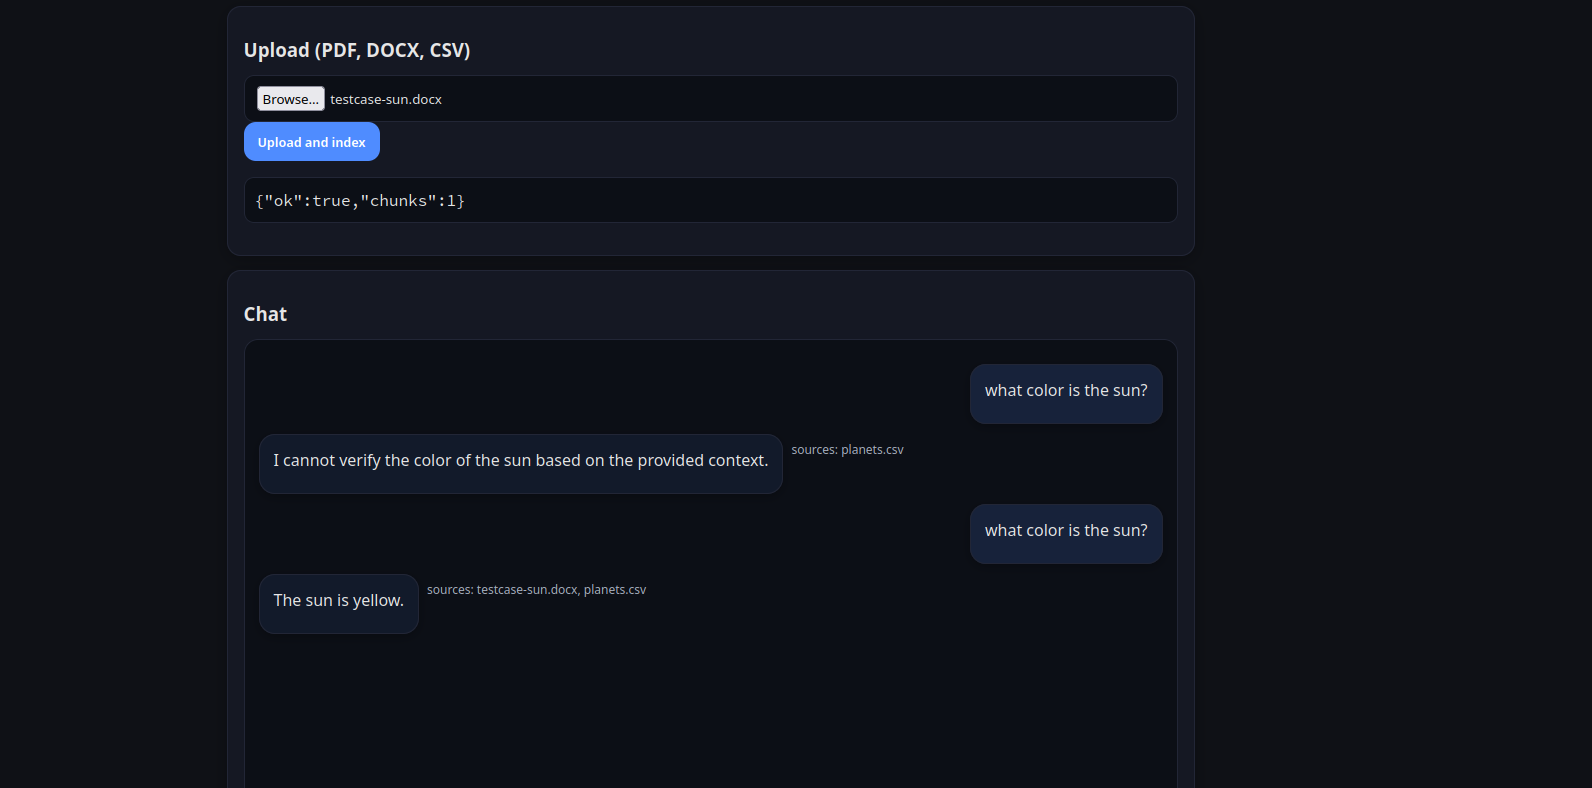 Upload (PDF, DOCX, CSV)
Browse... testcase-sun.docx
Upload and index
{"ok":true,"chunks":1}
Chat
what color is the sun?
I cannot verify the color of the sun based on the provided context. sources: planets.csv
what color is the sun?
The sun is yellow. sources: testcase-sun.docx, planets.csv